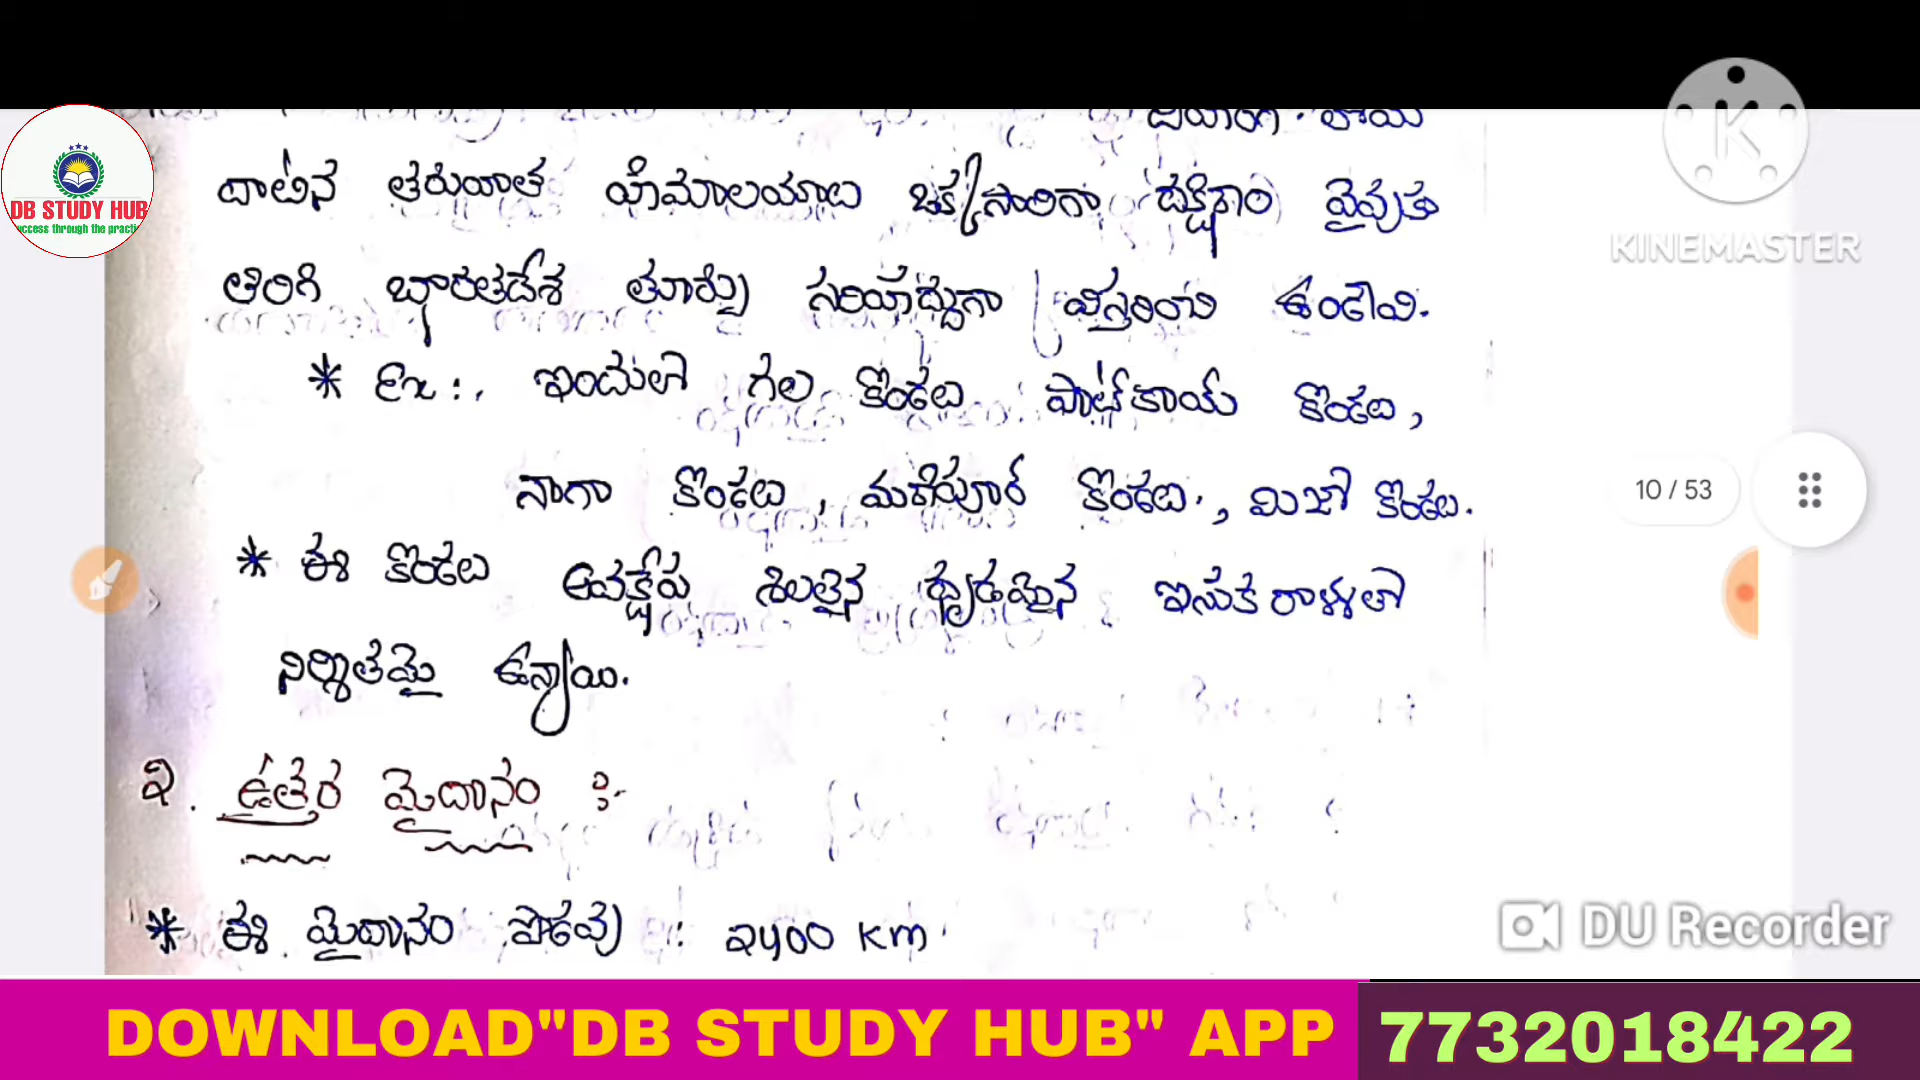 దాటిన తరువాత హిమాలయాలు ఒక్కసారిగా దక్షిణం వైపుకు
తిరిగి భారతదేశ తూర్పు సరిహద్దుగా విస్తరించి ఉండాయి.
* Ex:, ఇందులో గల కొండలు పాట్‌కాయ్ కొండలు,
నాగా కొండలు, మణిపూర్ కొండలు, మిజో కొండలు.
* ఈ కొండలు అవక్షేప శిలలైన ధృడమైన ఇసుకరాళ్ళతో
నిర్మితమై ఉన్నాయి.
2. ఉత్తర మైదానం :-
* ఈ మైదానం పొడవు : 2400 km
DB STUDY HUB
KINEMASTER
10 / 53
DU Recorder
DOWNLOAD"DB STUDY HUB" APP
7732018422